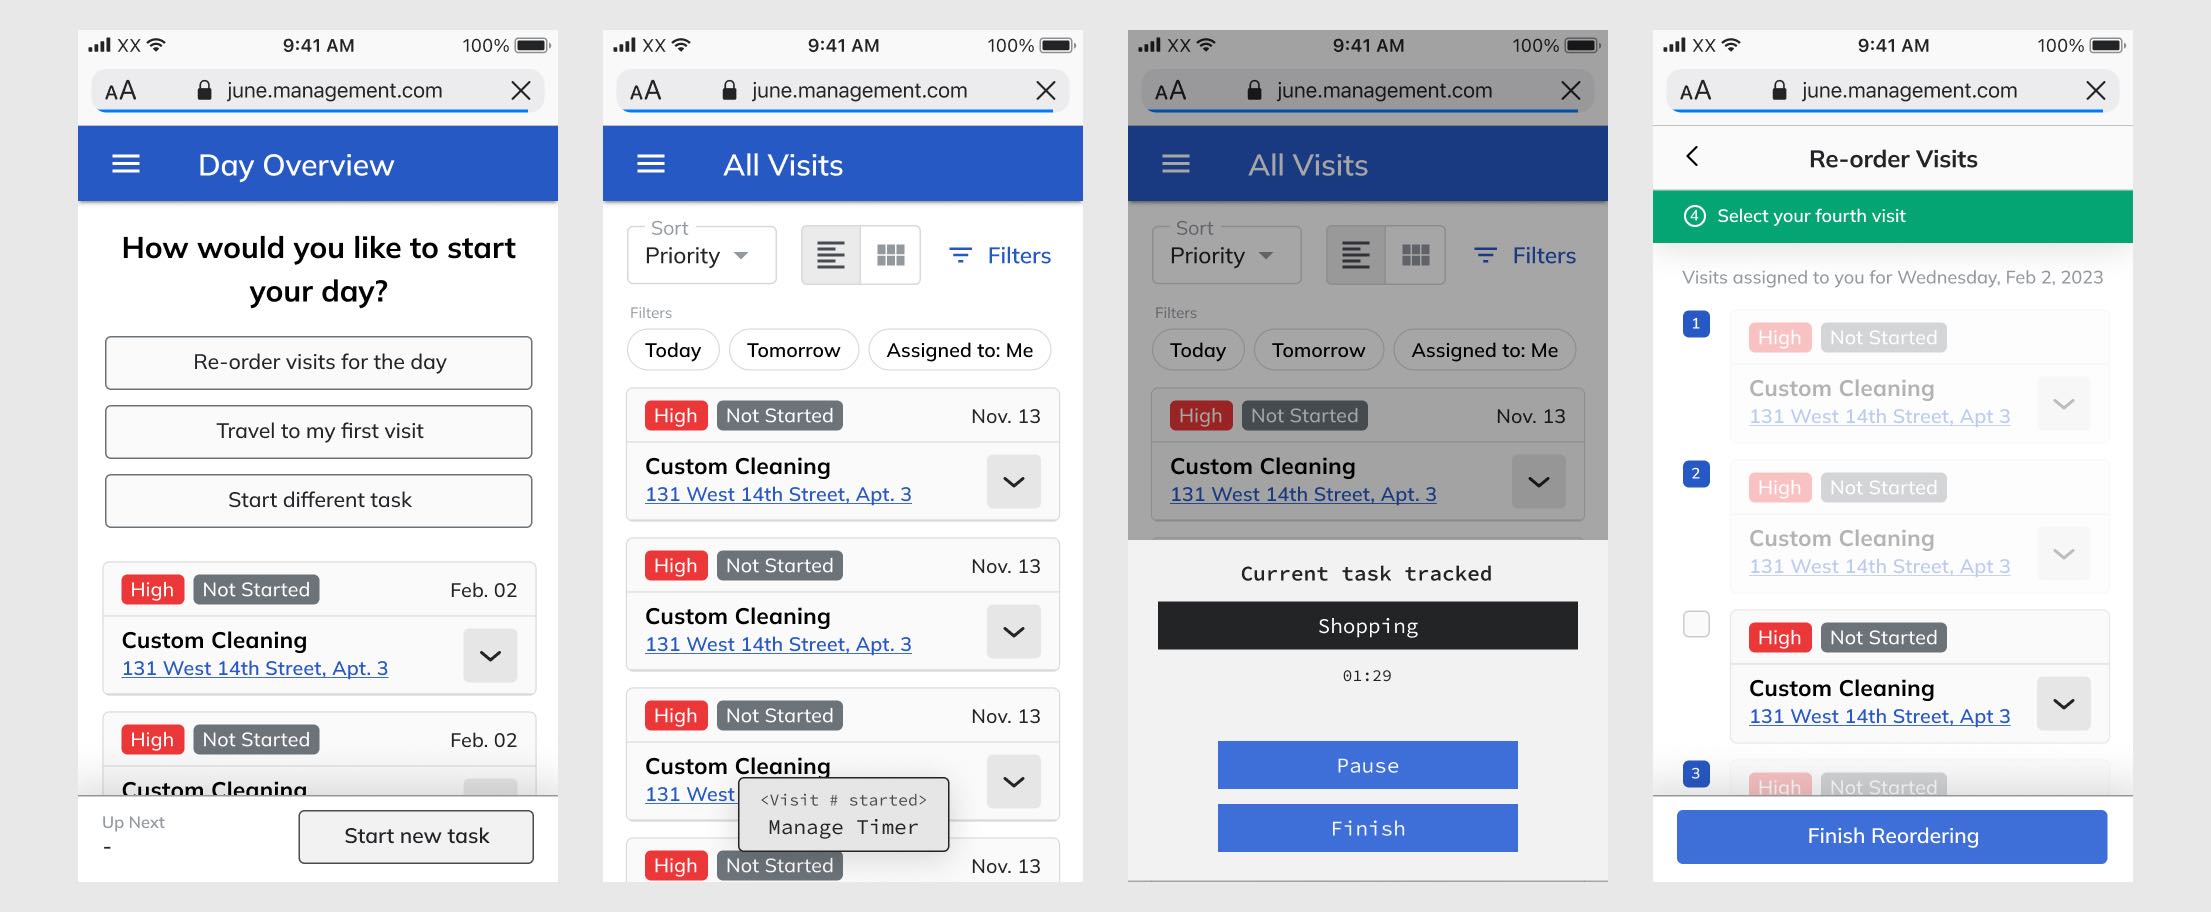 XX 9:41 AM 100%
AA june.management.com
Day Overview
How would you like to start
your day?
Re-order visits for the day
Travel to my first visit
Start different task
High Not Started Feb. 02
Custom Cleaning
131 West 14th Street, Apt. 3
High Not Started Feb. 02
Custom Cleaning
Up Next
-
Start new task
XX 9:41 AM 100%
AA june.management.com
All Visits
Sort
Priority
Filters
Filters
Today Tomorrow Assigned to: Me
High Not Started Nov. 13
Custom Cleaning
131 West 14th Street, Apt. 3
High Not Started Nov. 13
Custom Cleaning
131 West 14th Street, Apt. 3
High Not Started Nov. 13
Custom Cleaning
131 West
<Visit # started>
Manage Timer
High Not Started Nov. 13
XX 9:41 AM 100%
AA june.management.com
All Visits
Sort
Priority
Filters
Filters
Today Tomorrow Assigned to: Me
High Not Started Nov. 13
Custom Cleaning
131 West 14th Street, Apt. 3
Current task tracked
Shopping
01:29
Pause
Finish
XX 9:41 AM 100%
AA june.management.com
Re-order Visits
4 Select your fourth visit
Visits assigned to you for Wednesday, Feb 2, 2023
1 High Not Started
Custom Cleaning
131 West 14th Street, Apt 3
2 High Not Started
Custom Cleaning
131 West 14th Street, Apt 3
High Not Started
Custom Cleaning
131 West 14th Street, Apt 3
3 High Not Started
Finish Reordering